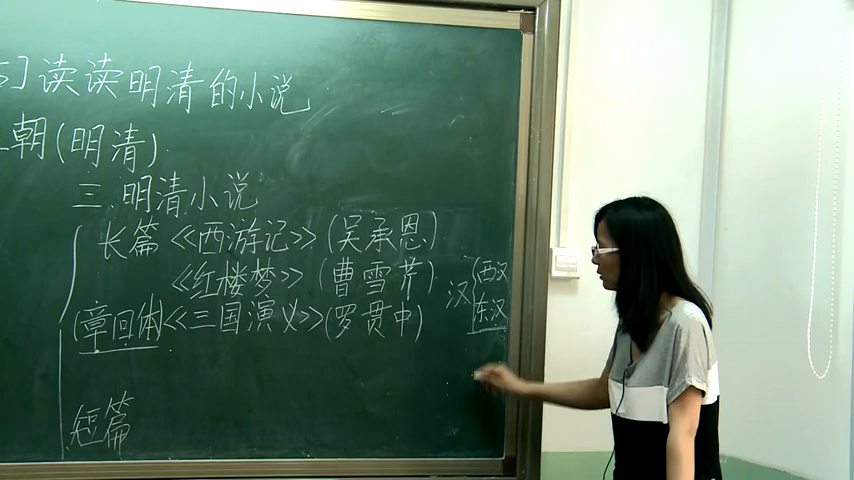 读读明清的小说
朝(明清)
三.明清小说
长篇《西游记》(吴承恩)
《红楼梦》(曹雪芹)
汉(西汉
东汉
(章回体)《三国演义》(罗贯中)
短篇